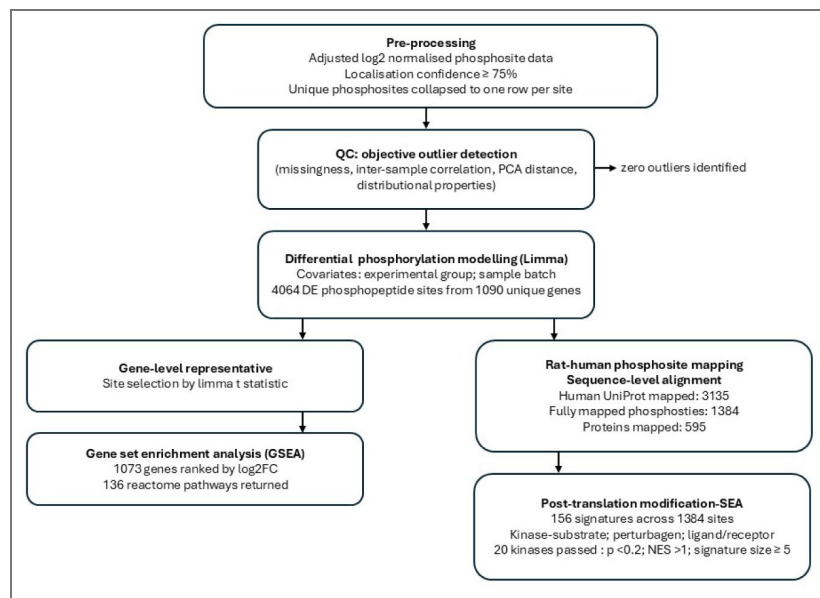 Pre-processing
Adjusted log2 normalised phosphosite data
Localisation confidence ≥ 75%
Unique phosphosites collapsed to one row per site
QC: objective outlier detection
(missingness, inter-sample correlation, PCA distance,
distributional properties)
zero outliers identified
Differential phosphorylation modelling (Limma)
Covariates: experimental group; sample batch
4064 DE phosphopeptide sites from 1090 unique genes
Gene-level representative
Site selection by limma t statistic
Gene set enrichment analysis (GSEA)
1073 genes ranked by log2FC
136 reactome pathways returned
Rat-human phosphosite mapping
Sequence-level alignment
Human UniProt mapped: 3135
Fully mapped phosphosties: 1384
Proteins mapped: 595
Post-translation modification-SEA
156 signatures across 1384 sites
Kinase-substrate; perturbagen; ligand/receptor
20 kinases passed : p <0.2; NES >1; signature size ≥ 5